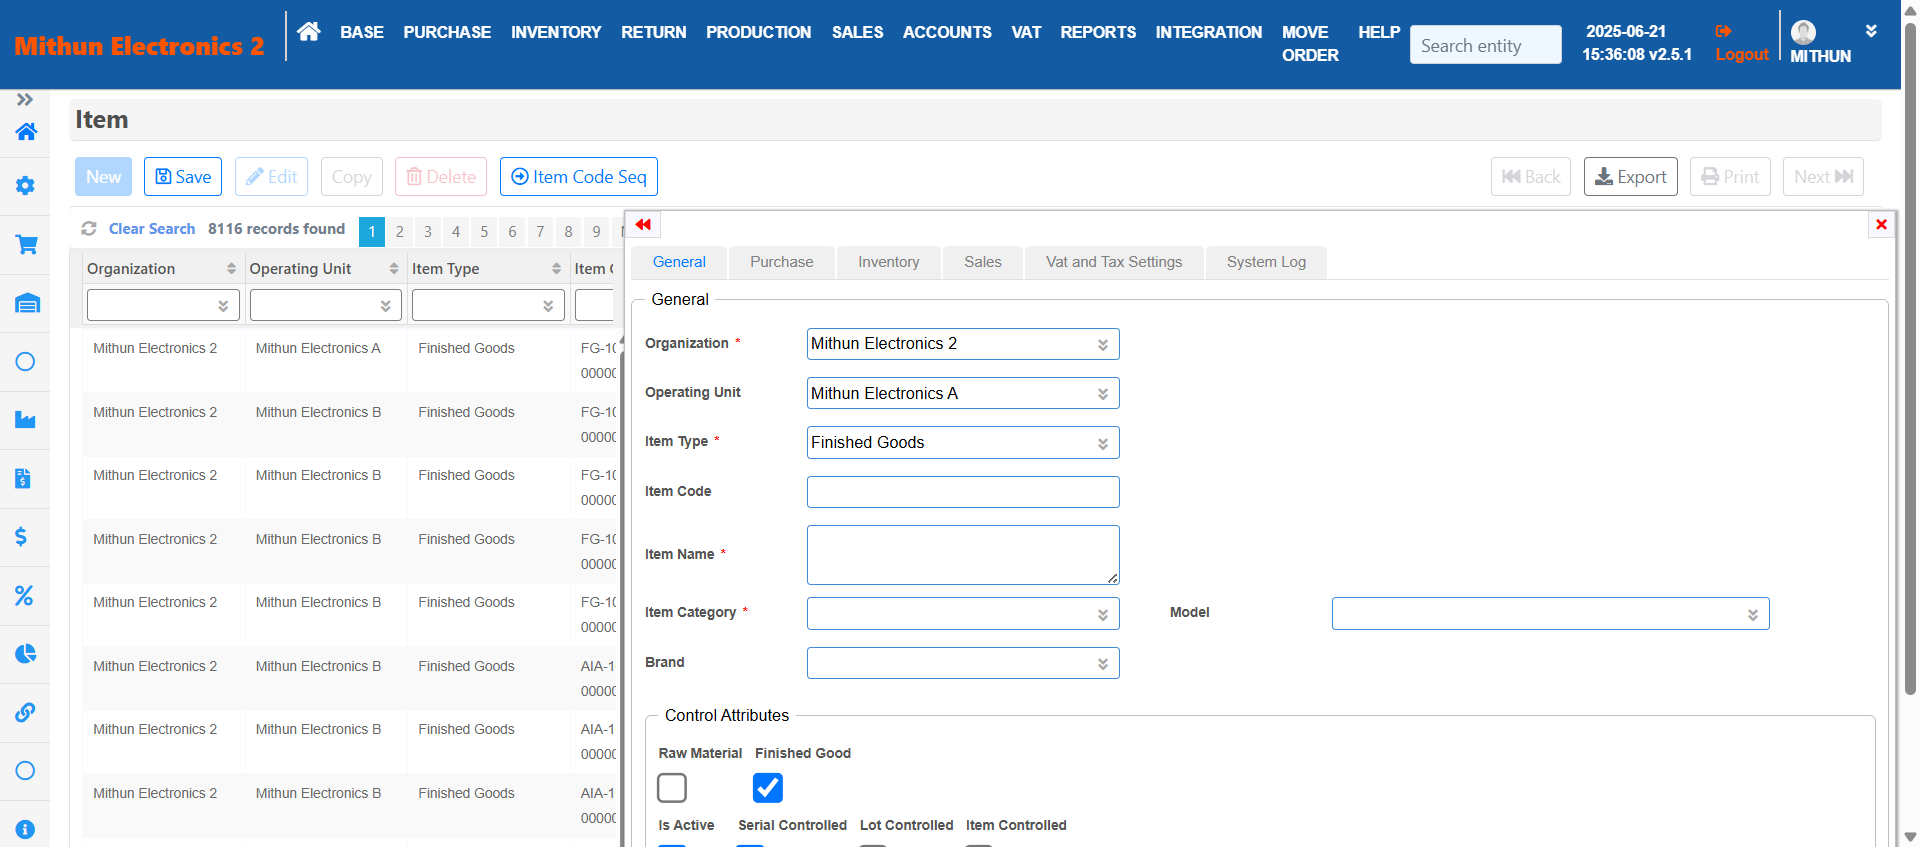 Mithun Electronics 2
BASE PURCHASE INVENTORY RETURN PRODUCTION SALES ACCOUNTS VAT REPORTS INTEGRATION MOVE ORDER HELP
Search entity
2025-06-21
15:36:08 v2.5.1
Logout
MITHUN
Item
New Save Edit Copy Delete Item Code Seq Back Export Print Next
Clear Search 8116 records found 1 2 3 4 5 6 7 8 9
Organization Operating Unit Item Type Item
Mithun Electronics 2 Mithun Electronics A Finished Goods FG-10
0000
Mithun Electronics 2 Mithun Electronics B Finished Goods FG-10
0000
Mithun Electronics 2 Mithun Electronics B Finished Goods FG-10
0000
Mithun Electronics 2 Mithun Electronics B Finished Goods FG-10
0000
Mithun Electronics 2 Mithun Electronics B Finished Goods FG-10
0000
Mithun Electronics 2 Mithun Electronics B Finished Goods AIA-1
0000
Mithun Electronics 2 Mithun Electronics B Finished Goods AIA-1
0000
Mithun Electronics 2 Mithun Electronics B Finished Goods AIA-1
0000
General Purchase Inventory Sales Vat and Tax Settings System Log
General
Organization * Mithun Electronics 2
Operating Unit Mithun Electronics A
Item Type * Finished Goods
Item Code
Item Name *
Item Category * Model
Brand
Control Attributes
Raw Material Finished Good
Is Active Serial Controlled Lot Controlled Item Controlled